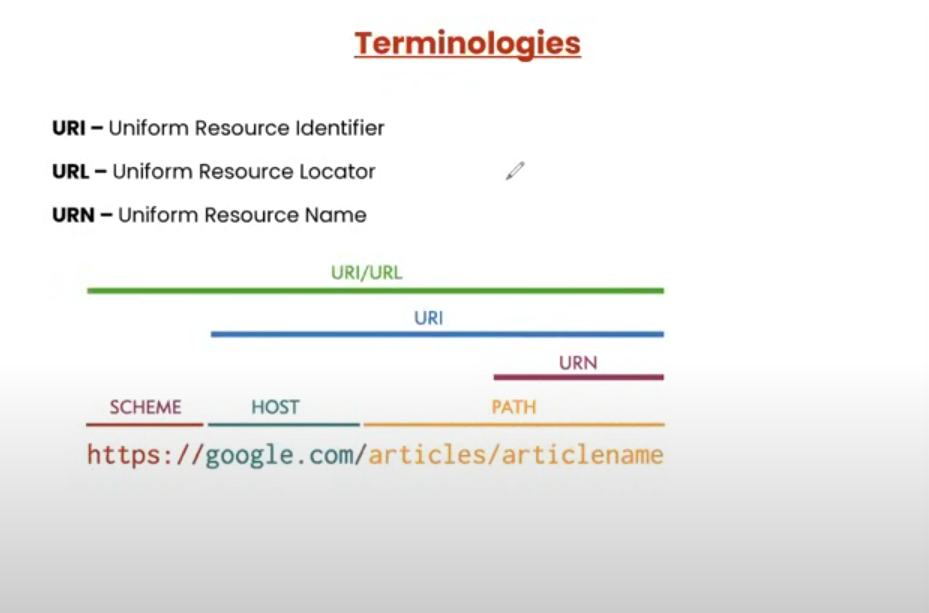 Terminologies
URI – Uniform Resource Identifier
URL – Uniform Resource Locator
URN – Uniform Resource Name
URI/URL
URI
URN
SCHEME HOST PATH
https://google.com/articles/articlename